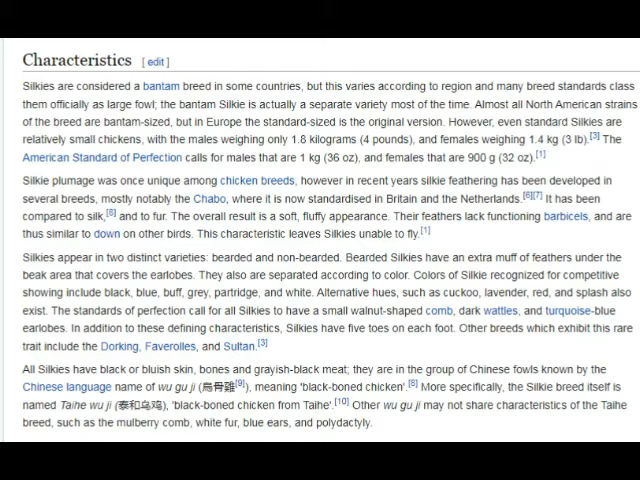 Characteristics [ edit ]
Silkies are considered a bantam breed in some countries, but this varies according to region and many breed standards class
them officially as large fowl; the bantam Silkie is actually a separate variety most of the time. Almost all North American strains
of the breed are bantam-sized, but in Europe the standard-sized is the original version. However, even standard Silkies are
relatively small chickens, with the males weighing only 1.8 kilograms (4 pounds), and females weighing 1.4 kg (3 lb).[3] The
American Standard of Perfection calls for males that are 1 kg (36 oz), and females that are 900 g (32 oz).[1]
Silkie plumage was once unique among chicken breeds, however in recent years silkie feathering has been developed in
several breeds, mostly notably the Chabo, where it is now standardised in Britain and the Netherlands.[6][7] It has been
compared to silk,[8] and to fur. The overall result is a soft, fluffy appearance. Their feathers lack functioning barbicels, and are
thus similar to down on other birds. This characteristic leaves Silkies unable to fly.[1]
Silkies appear in two distinct varieties: bearded and non-bearded. Bearded Silkies have an extra muff of feathers under the
beak area that covers the earlobes. They also are separated according to color. Colors of Silkie recognized for competitive
showing include black, blue, buff, grey, partridge, and white. Alternative hues, such as cuckoo, lavender, red, and splash also
exist. The standards of perfection call for all Silkies to have a small walnut-shaped comb, dark wattles, and turquoise-blue
earlobes. In addition to these defining characteristics, Silkies have five toes on each foot. Other breeds which exhibit this rare
trait include the Dorking, Faverolles, and Sultan.[3]
All Silkies have black or bluish skin, bones and grayish-black meat; they are in the group of Chinese fowls known by the
Chinese language name of wu gu ji (烏骨雞[9]), meaning 'black-boned chicken'.[8] More specifically, the Silkie breed itself is
named Taihe wu ji (泰和乌鸡), 'black-boned chicken from Taihe'.[10] Other wu gu ji may not share characteristics of the Taihe
breed, such as the mulberry comb, white fur, blue ears, and polydactyly.